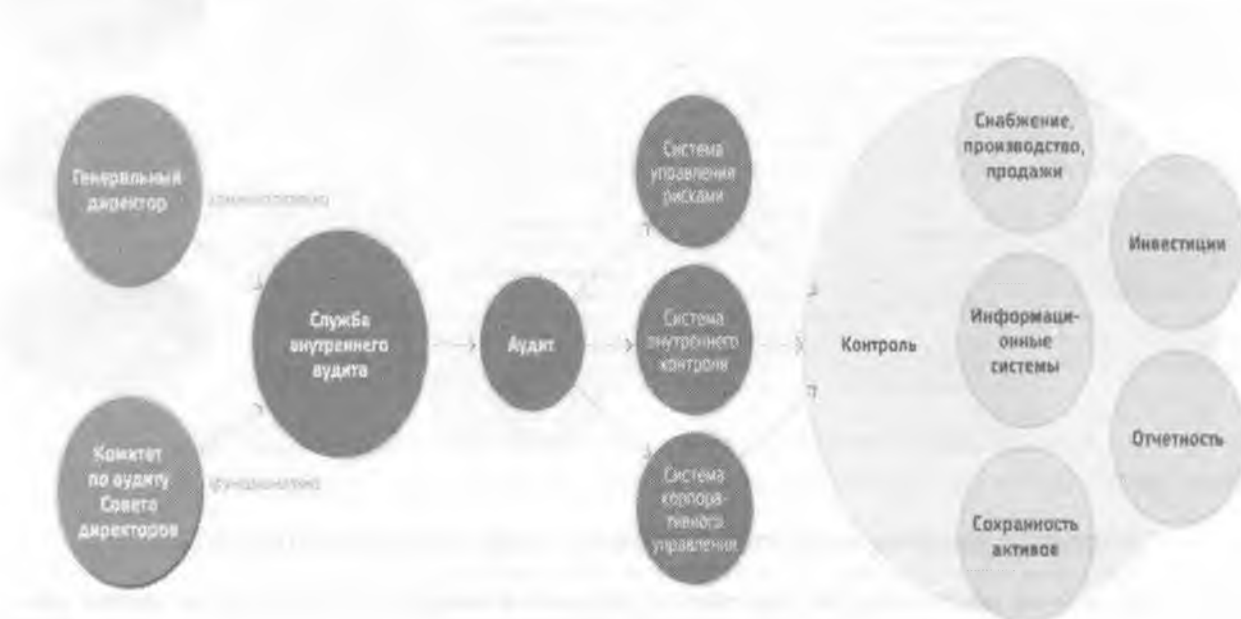 Генеральный
директор
административно
Комитет
по аудиту
Совета
директоров
функционально
Служба
внутреннего
аудита
Аудит
Система
управления
рисками
Система
внутреннего
контроля
Система
корпора-
тивного
управления
Контроль
Снабжение,
производство,
продажи
Информаци-
онные
системы
Сохранность
активов
Инвестиции
Отчетность